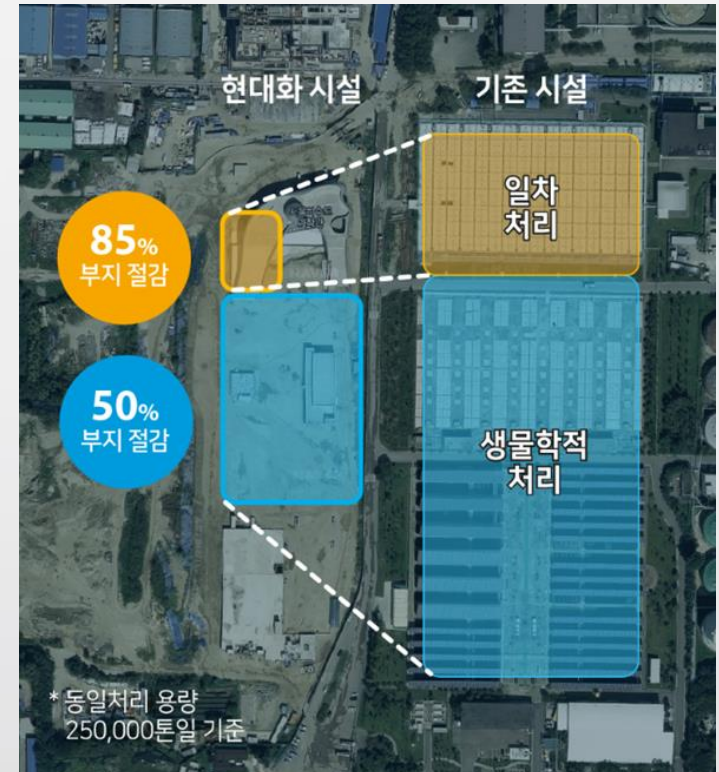 현대화 시설
기존 시설
일차
처리
85%
부지 절감
50%
부지 절감
생물학적
처리
* 동일처리 용량
250,000톤일 기준